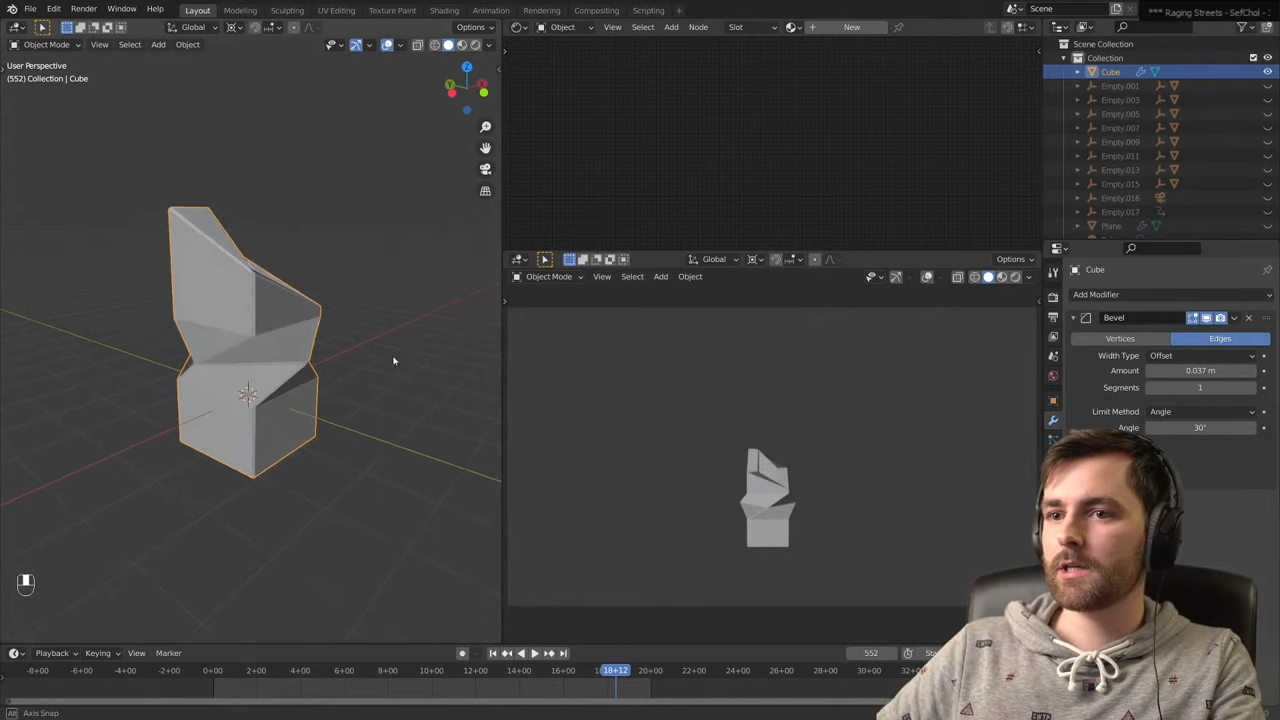 File Edit Render Window Help Layout Modeling Sculpting UV Editing Texture Paint Shading Animation Rendering Compositing Scripting Scene *** Raging Streets - SefChol ***
Global Options Object View Select Add Node Slot New
Object Mode View Select Add Object
User Perspective
(552) Collection | Cube
Z
Scene Collection
Collection
Cube
Empty.001
Empty.003
Empty.005
Empty.007
Empty.009
Empty.011
Empty.013
Empty.015
Empty.016
Empty.017
Plane
Global Options
Object Mode View Select Add Object
Cube
Add Modifier
Bevel
Vertices Edges
Width Type Offset
Amount 0.037 m
Segments 1
Limit Method Angle
Angle 30°
Playback Keying View Marker 552 Sta
-8+00 -6+00 -4+00 -2+00 0+00 2+00 4+00 6+00 8+00 10+00 12+00 14+00 16+00 18+12 20+00 22+00 24+00 26+00 28+00 30+00 32+0
Alt Axis Snap